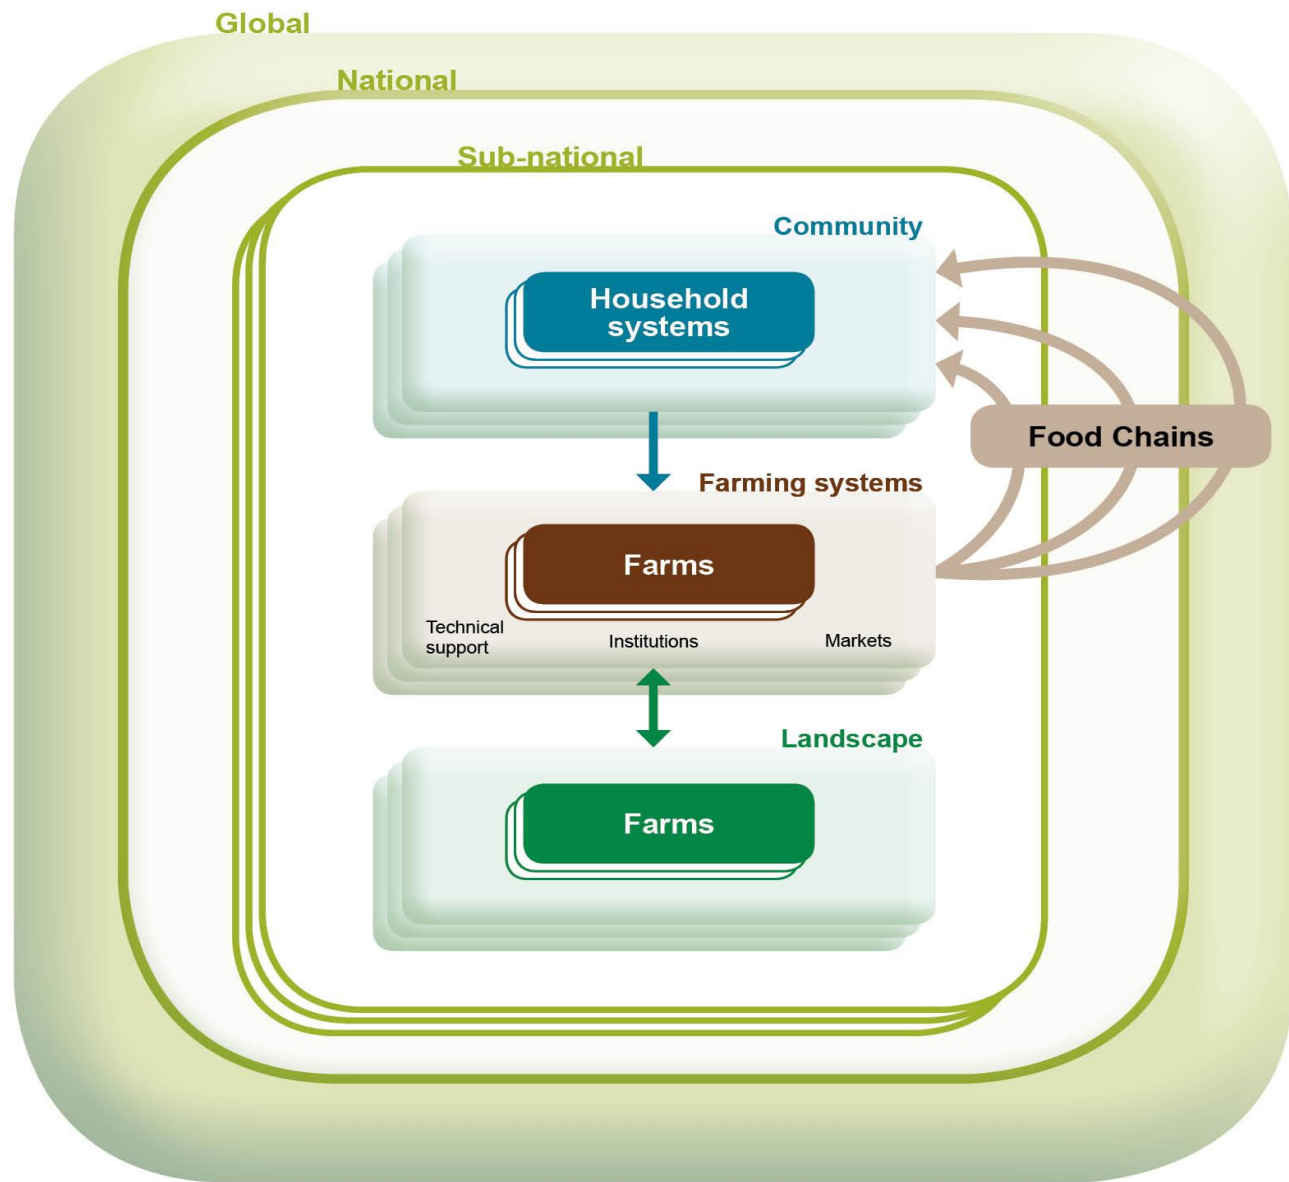 Global
National
Sub-national
Community
Household
systems
Food Chains
Farming systems
Farms
Technical
support
Institutions
Markets
Landscape
Farms